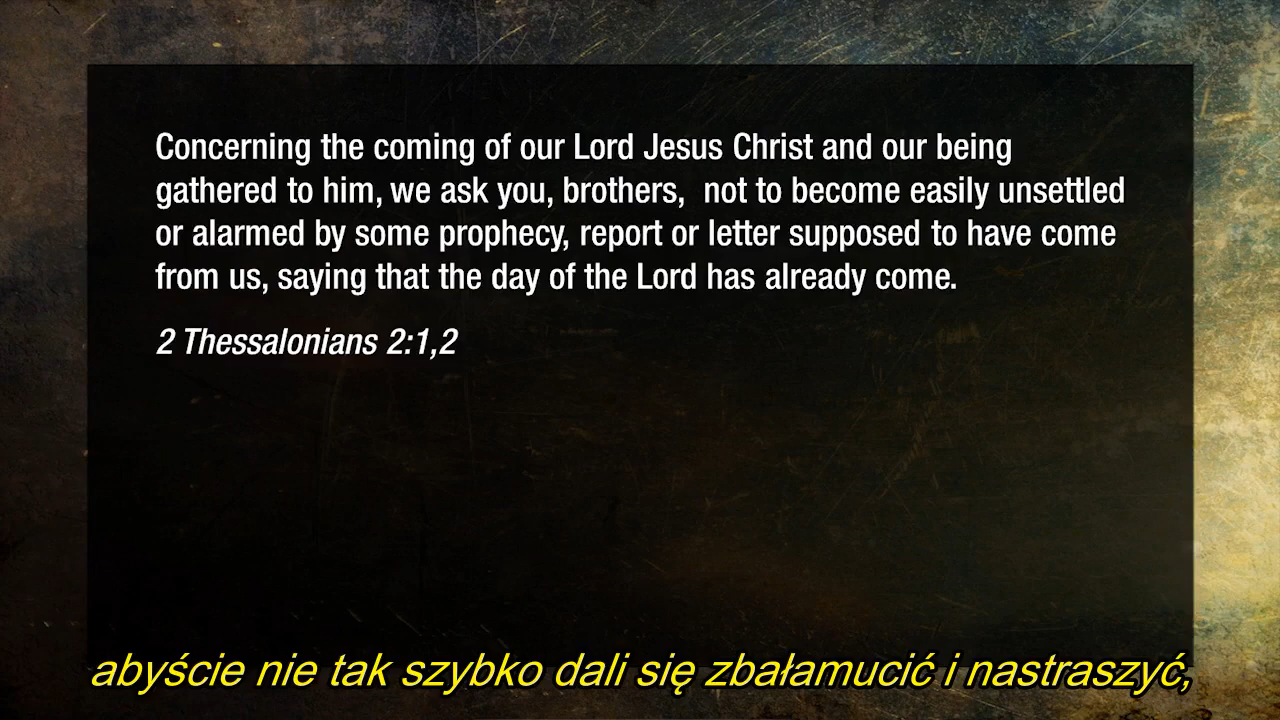 Concerning the coming of our Lord Jesus Christ and our being
gathered to him, we ask you, brothers,  not to become easily unsettled
or alarmed by some prophecy, report or letter supposed to have come
from us, saying that the day of the Lord has already come.
2 Thessalonians 2:1,2
abyście nie tak szybko dali się zbałamucić i nastraszyć,